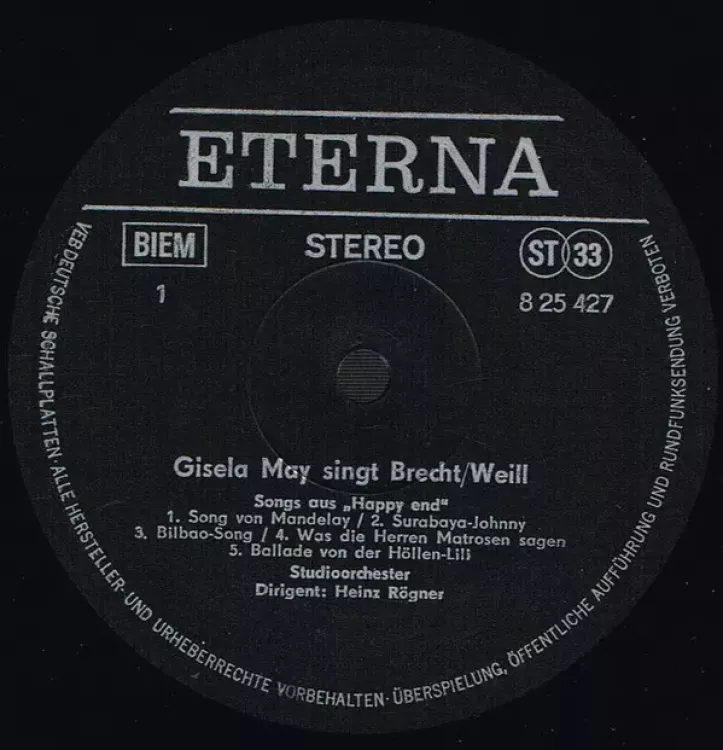 ETERNA
BIEM
STEREO
ST 33
1
8 25 427
Gisela May singt Brecht/Weill
Songs aus „Happy end“
1. Song von Mandelay / 2. Surabaya-Johnny
3. Bilbao-Song / 4. Was die Herren Matrosen sagen
5. Ballade von der Höllen-Lili
Studioorchester
Dirigent: Heinz Rögner
VEB DEUTSCHE SCHALLPLATTEN · ALLE HERSTELLER- UND URHEBERRECHTE VORBEHALTEN · ÜBERSPIELUNG, ÖFFENTLICHE AUFFÜHRUNG UND RUNDFUNKSENDUNG VERBOTEN